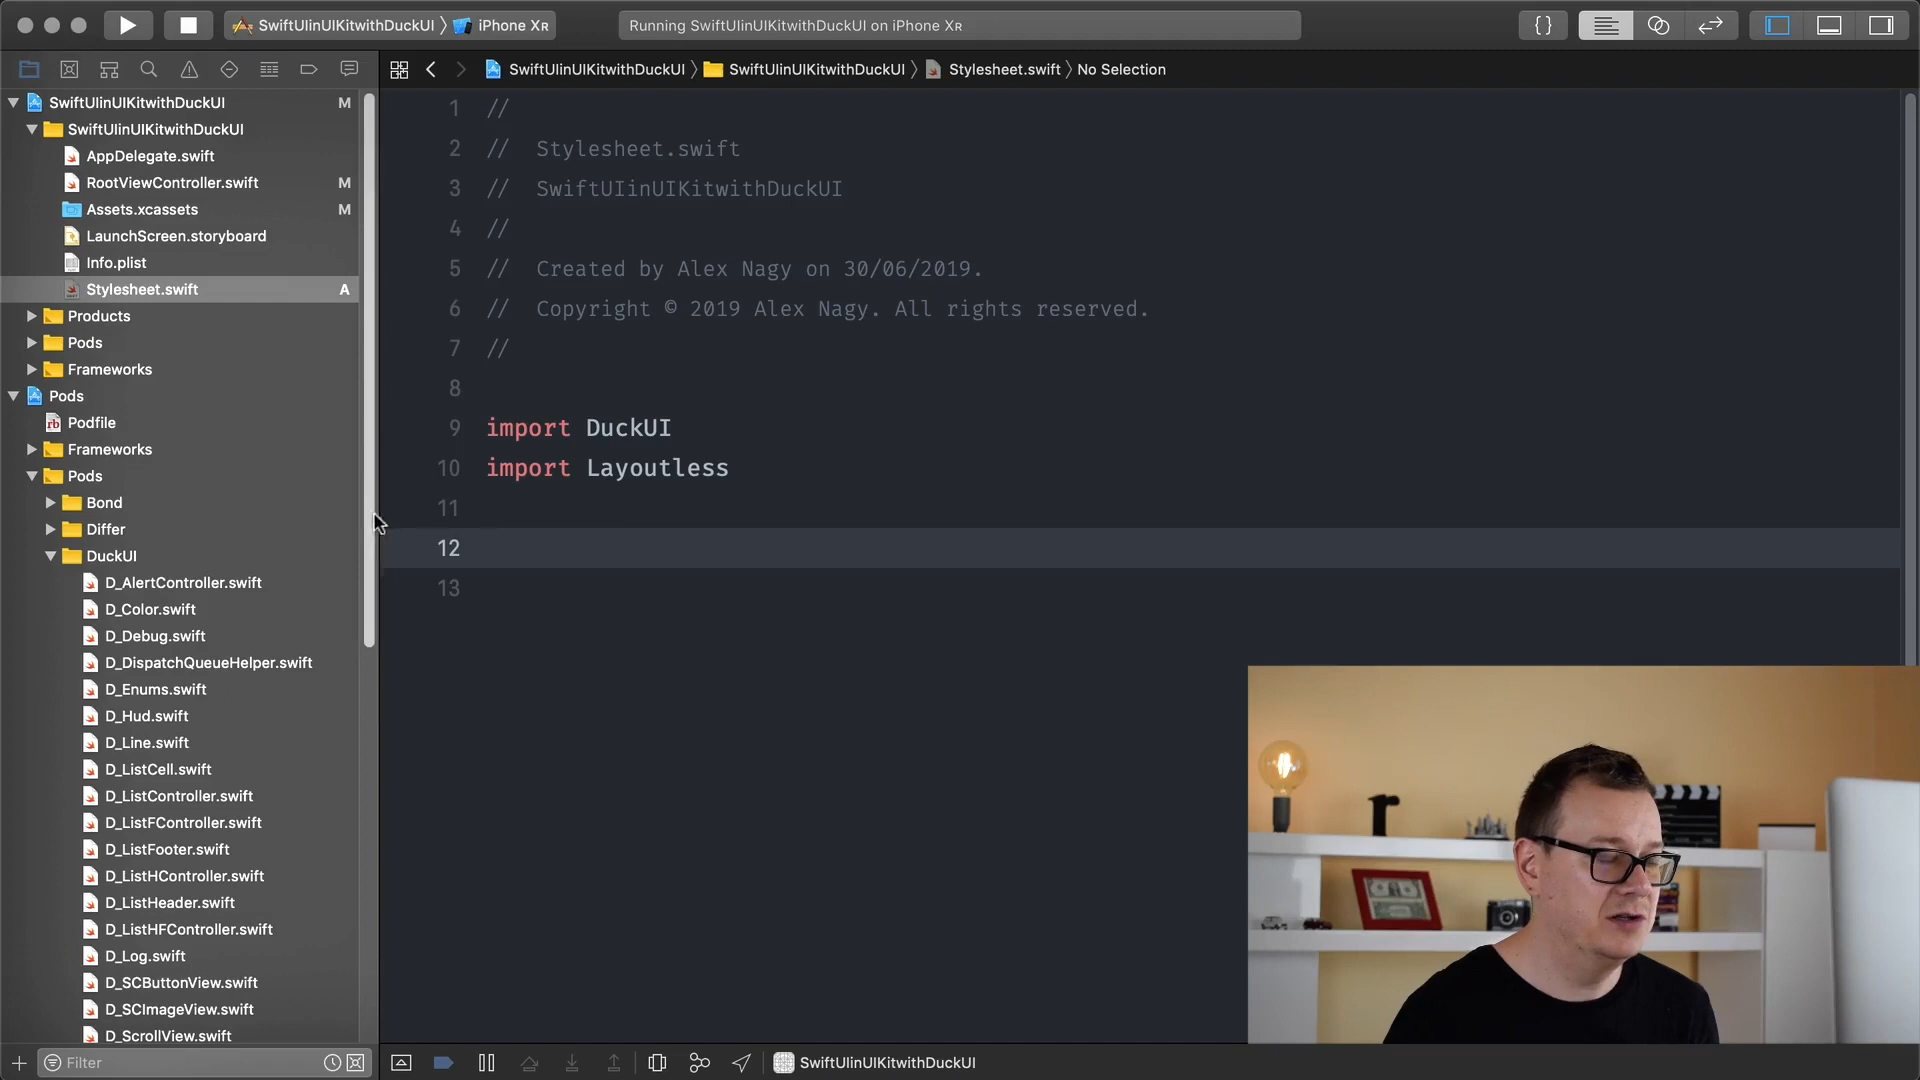 SwiftUIinUIKitwithDuckUI 〉 iPhone Xʀ
Running SwiftUIinUIKitwithDuckUI on iPhone Xʀ
{ }
SwiftUIinUIKitwithDuckUI 〉 SwiftUIinUIKitwithDuckUI 〉 Stylesheet.swift 〉 No Selection
SwiftUIinUIKitwithDuckUI M
SwiftUIinUIKitwithDuckUI
AppDelegate.swift
RootViewController.swift M
Assets.xcassets M
LaunchScreen.storyboard
Info.plist
Stylesheet.swift A
Products
Pods
Frameworks
Pods
rb Podfile
Frameworks
Pods
Bond
Differ
DuckUI
D_AlertController.swift
D_Color.swift
D_Debug.swift
D_DispatchQueueHelper.swift
D_Enums.swift
D_Hud.swift
D_Line.swift
D_ListCell.swift
D_ListController.swift
D_ListFController.swift
D_ListFooter.swift
D_ListHController.swift
D_ListHeader.swift
D_ListHFController.swift
D_Log.swift
D_SCButtonView.swift
D_SCImageView.swift
D_ScrollView.swift
Filter
1 //
2 //  Stylesheet.swift
3 //  SwiftUIinUIKitwithDuckUI
4 //
5 //  Created by Alex Nagy on 30/06/2019.
6 //  Copyright © 2019 Alex Nagy. All rights reserved.
7 //
8
9 import DuckUI
10 import Layoutless
11
12
13
SwiftUIinUIKitwithDuckUI